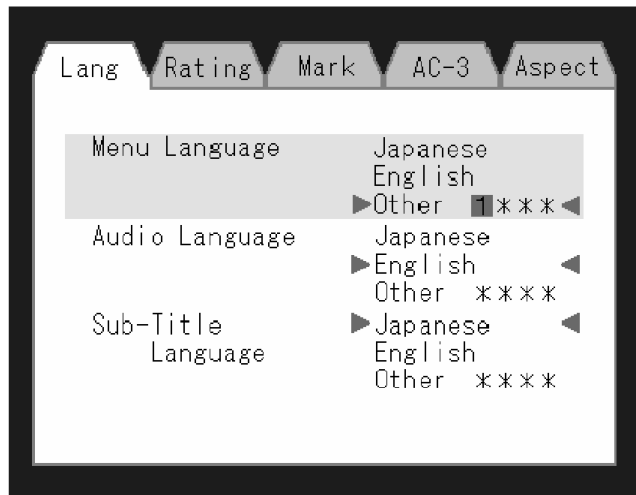 Lang Rating Mark AC-3 Aspect
Menu Language Japanese
English
▶Other 1***◀
Audio Language Japanese
▶English ◀
Other ****
Sub-Title ▶Japanese ◀
Language English
Other ****